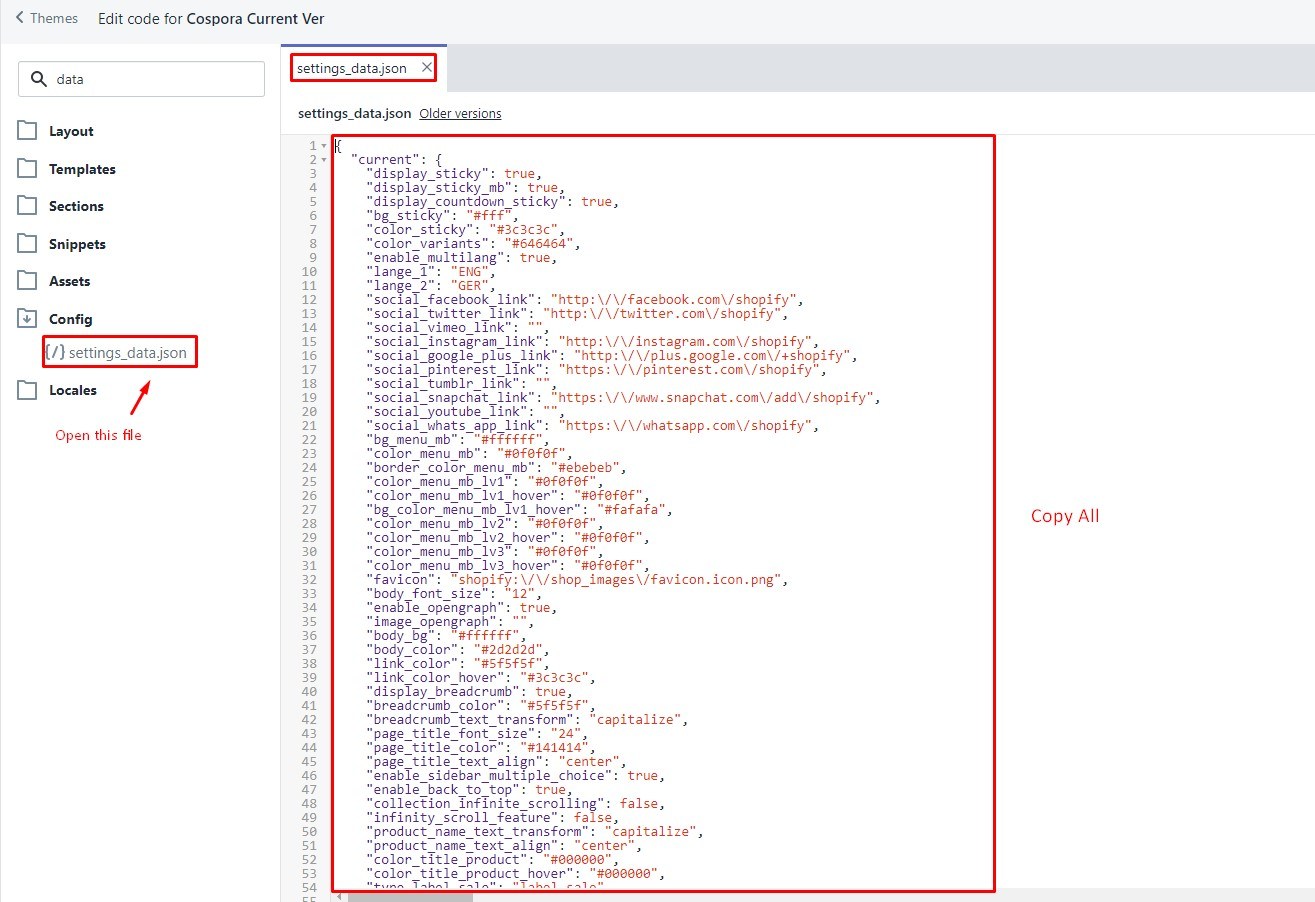 Themes Edit code for Cospora Current Ver
data
Layout
Templates
Sections
Snippets
Assets
Config
{/} settings_data.json
Locales
Open this file
settings_data.json ×
settings_data.json Older versions
1 {
2 "current": {
3 "display_sticky": true,
4 "display_sticky_mb": true,
5 "display_countdown_sticky": true,
6 "bg_sticky": "#fff",
7 "color_sticky": "#3c3c3c",
8 "color_variants": "#646464",
9 "enable_multilang": true,
10 "lange_1": "ENG",
11 "lange_2": "GER",
12 "social_facebook_link": "http:\/\/facebook.com\/shopify",
13 "social_twitter_link": "http:\/\/twitter.com\/shopify",
14 "social_vimeo_link": "",
15 "social_instagram_link": "http:\/\/instagram.com\/shopify",
16 "social_google_plus_link": "http:\/\/plus.google.com\/+shopify",
17 "social_pinterest_link": "https:\/\/pinterest.com\/shopify",
18 "social_tumblr_link": "",
19 "social_snapchat_link": "https:\/\/www.snapchat.com\/add\/shopify",
20 "social_youtube_link": "",
21 "social_whats_app_link": "https:\/\/whatsapp.com\/shopify",
22 "bg_menu_mb": "#ffffff",
23 "color_menu_mb": "#0f0f0f",
24 "border_color_menu_mb": "#ebebeb",
25 "color_menu_mb_lv1": "#0f0f0f",
26 "color_menu_mb_lv1_hover": "#0f0f0f",
27 "bg_color_menu_mb_lv1_hover": "#fafafa",
28 "color_menu_mb_lv2": "#0f0f0f",
29 "color_menu_mb_lv2_hover": "#0f0f0f",
30 "color_menu_mb_lv3": "#0f0f0f",
31 "color_menu_mb_lv3_hover": "#0f0f0f",
32 "favicon": "shopify:\/\/shop_images\/favicon.icon.png",
33 "body_font_size": "12",
34 "enable_opengraph": true,
35 "image_opengraph": "",
36 "body_bg": "#ffffff",
37 "body_color": "#2d2d2d",
38 "link_color": "#5f5f5f",
39 "link_color_hover": "#3c3c3c",
40 "display_breadcrumb": true,
41 "breadcrumb_color": "#5f5f5f",
42 "breadcrumb_text_transform": "capitalize",
43 "page_title_font_size": "24",
44 "page_title_color": "#141414",
45 "page_title_text_align": "center",
46 "enable_sidebar_multiple_choice": true,
47 "enable_back_to_top": true,
48 "collection_infinite_scrolling": false,
49 "infinity_scroll_feature": false,
50 "product_name_text_transform": "capitalize",
51 "product_name_text_align": "center",
52 "color_title_product": "#000000",
53 "color_title_product_hover": "#000000",
54 "type_label_sale": "label_sale"
55
Copy All